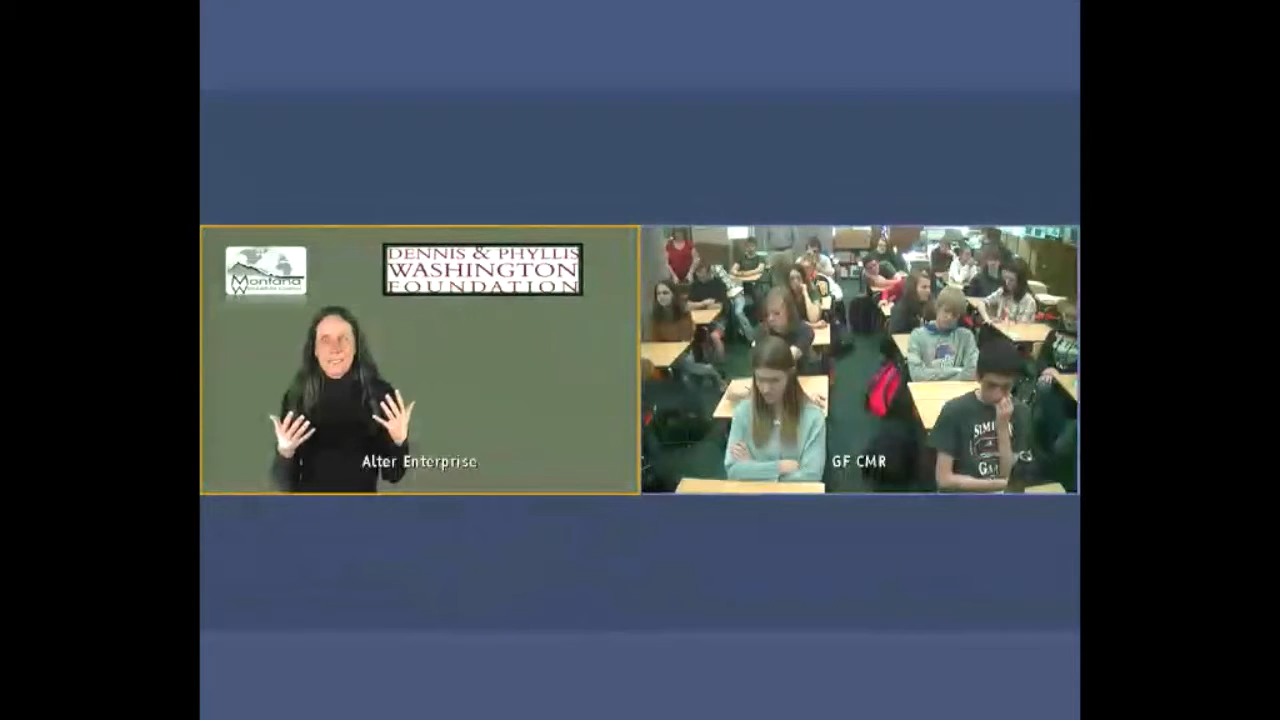 Montana
DENNIS & PHYLLIS
WASHINGTON
FOUNDATION
Alter Enterprise
GF CMR